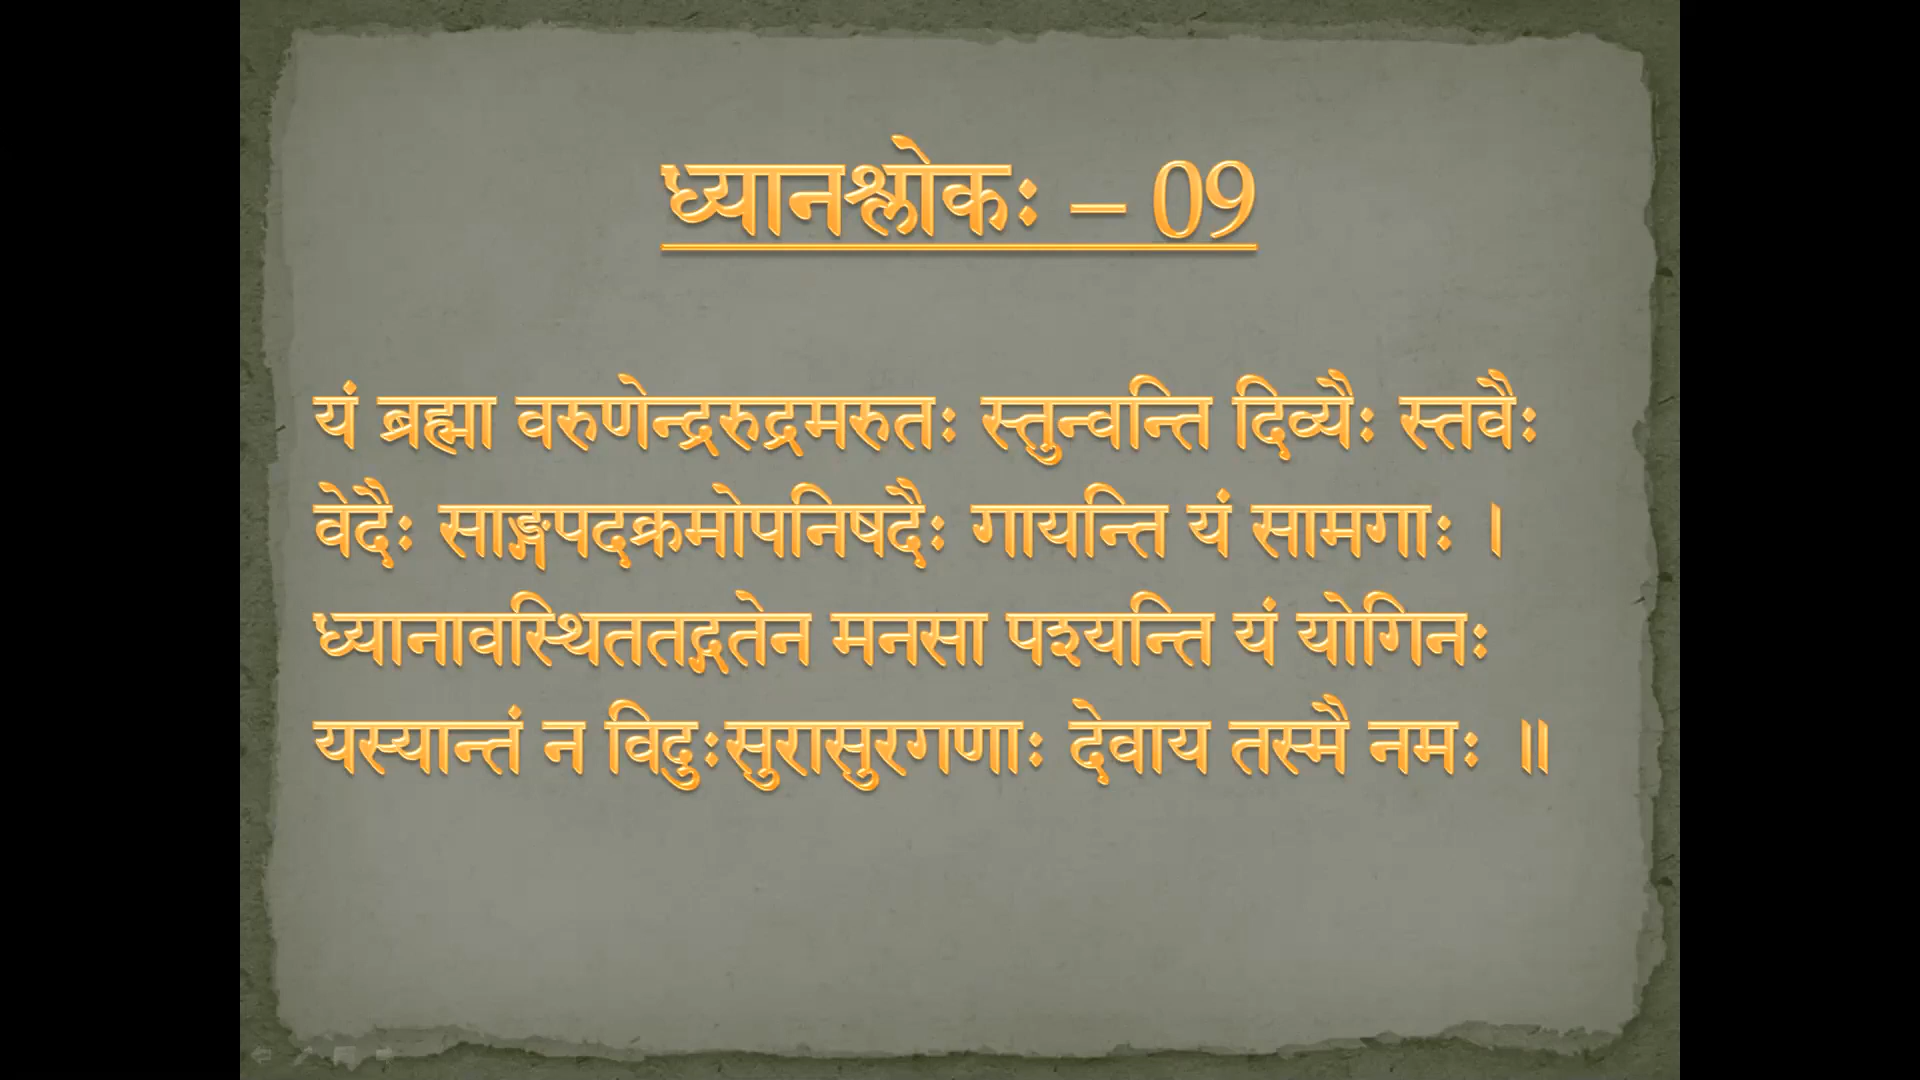 ध्यानश्लोकः – 09
यं ब्रह्मा वरुणेन्द्ररुद्रमरुतः स्तुन्वन्ति दिव्यैः स्तवैः
वेदैः साङ्गपदक्रमोपनिषदैः गायन्ति यं सामगाः ।
ध्यानावस्थिततद्गतेन मनसा पश्यन्ति यं योगिनः
यस्यान्तं न विदुःसुरासुरगणाः देवाय तस्मै नमः ॥